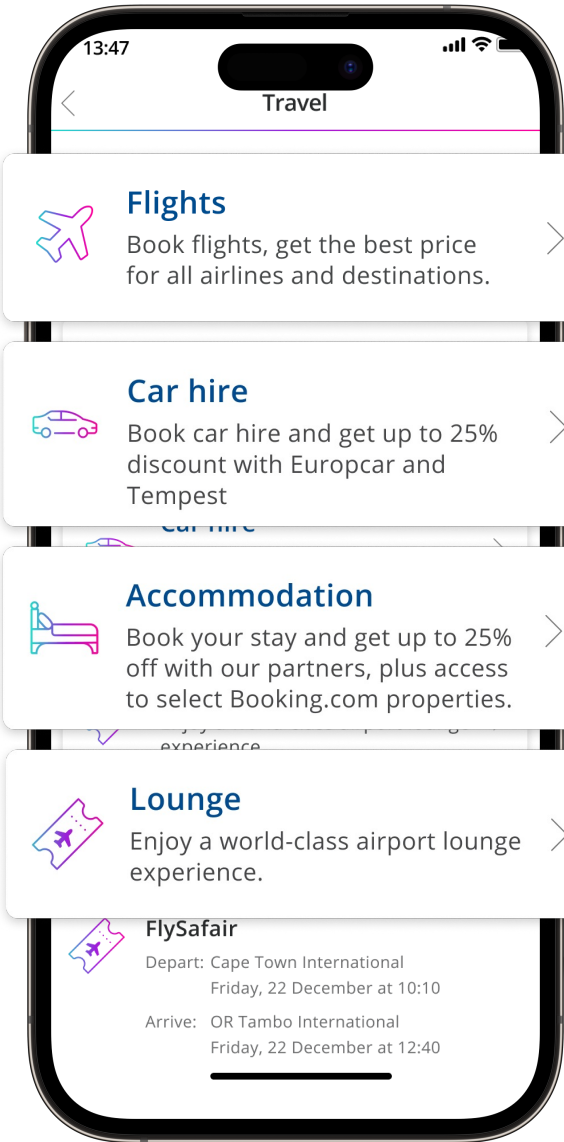 13:47
Travel
Flights
Book flights, get the best price
for all airlines and destinations.
Car hire
Book car hire and get up to 25%
discount with Europcar and
Tempest
Car hire
Accommodation
Book your stay and get up to 25%
off with our partners, plus access
to select Booking.com properties.
experience
Lounge
Enjoy a world-class airport lounge
experience.
FlySafair
Depart: Cape Town International
Friday, 22 December at 10:10
Arrive: OR Tambo International
Friday, 22 December at 12:40